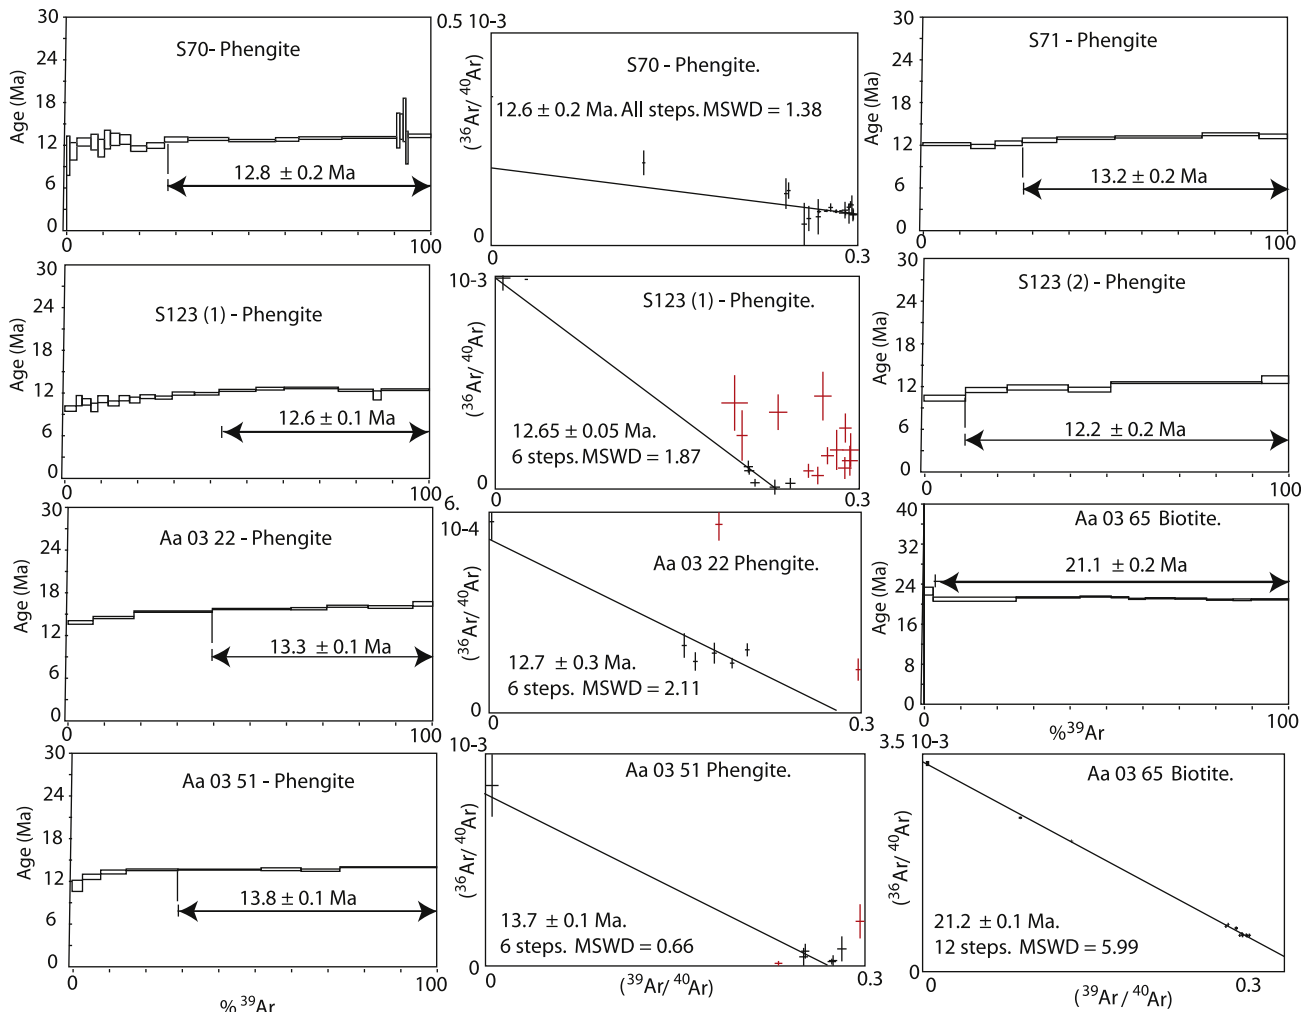 30
24
18
12
6
0
Age (Ma)
S70- Phengite
12.8 ± 0.2 Ma
0
100
0.5 10-3
(36Ar/ 40Ar)
S70 - Phengite.
12.6 ± 0.2 Ma. All steps. MSWD = 1.38
0
0
0.3
30
24
18
12
6
0
Age (Ma)
S71 - Phengite
13.2 ± 0.2 Ma
0
100
30
24
18
12
6
0
Age (Ma)
S123 (1) - Phengite
12.6 ± 0.1 Ma
0
100
10-3
(36Ar/ 40Ar)
S123 (1) - Phengite.
12.65 ± 0.05 Ma.
6 steps. MSWD = 1.87
0
0
0.3
30
24
18
12
6
0
Age (Ma)
S123 (2) - Phengite
12.2 ± 0.2 Ma
0
100
30
24
18
12
6
0
Age (Ma)
Aa 03 22 - Phengite
13.3 ± 0.1 Ma
0
100
6.
10-4
(36Ar/ 40Ar)
Aa 03 22 Phengite.
12.7 ± 0.3 Ma.
6 steps. MSWD = 2.11
0
0
0.3
40
32
24
16
8
0
Age (Ma)
Aa 03 65 Biotite.
21.1 ± 0.2 Ma
0
100
%39Ar
30
24
18
12
6
0
Age (Ma)
Aa 03 51 - Phengite
13.8 ± 0.1 Ma
0
100
% 39Ar
10-3
(36Ar/ 40Ar)
Aa 03 51 Phengite.
13.7 ± 0.1 Ma.
6 steps. MSWD = 0.66
0
0
0.3
(39Ar/ 40Ar)
3.5 10-3
(36Ar/ 40Ar)
Aa 03 65 Biotite.
21.2 ± 0.1 Ma.
12 steps. MSWD = 5.99
0
0
0.3
(39Ar/ 40Ar)